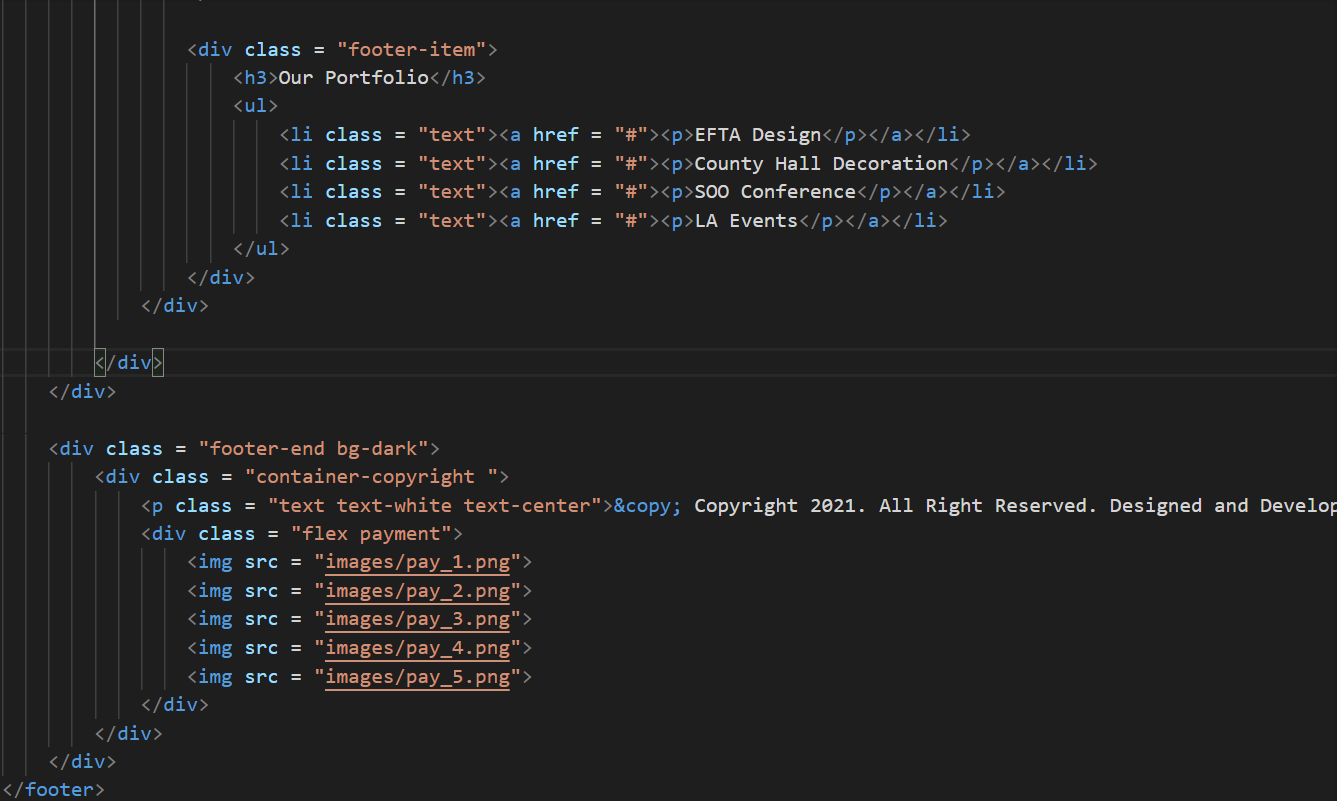 <div class = "footer-item">
<h3>Our Portfolio</h3>
<ul>
<li class = "text"><a href = "#"><p>EFTA Design</p></a></li>
<li class = "text"><a href = "#"><p>County Hall Decoration</p></a></li>
<li class = "text"><a href = "#"><p>SOO Conference</p></a></li>
<li class = "text"><a href = "#"><p>LA Events</p></a></li>
</ul>
</div>
</div>
</div>
</div>
<div class = "footer-end bg-dark">
<div class = "container-copyright ">
<p class = "text text-white text-center">&copy; Copyright 2021. All Right Reserved. Designed and Develop
<div class = "flex payment">
<img src = "images/pay_1.png">
<img src = "images/pay_2.png">
<img src = "images/pay_3.png">
<img src = "images/pay_4.png">
<img src = "images/pay_5.png">
</div>
</div>
</div>
</footer>